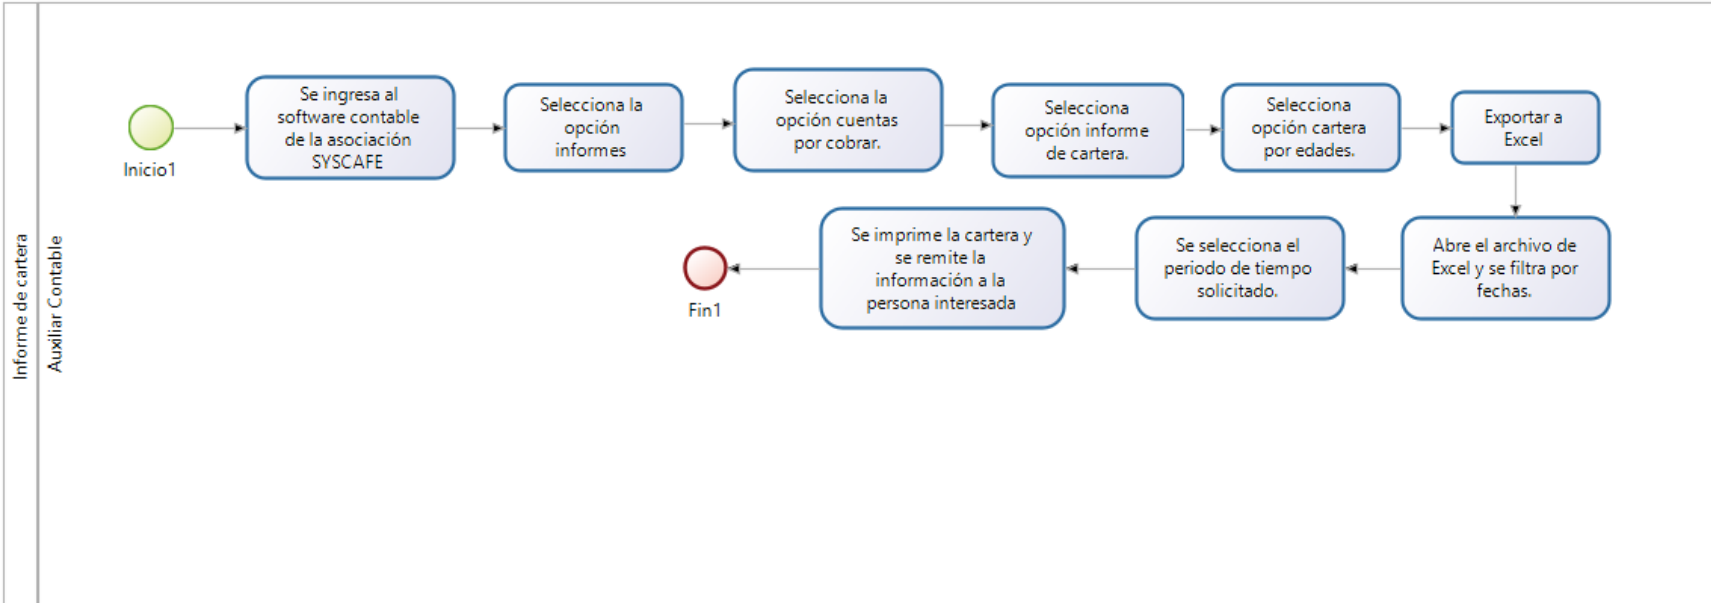 Informe de cartera
Auxiliar Contable
Inicio1
Se ingresa al
software contable
de la asociación
SYSCAFE
Selecciona la
opción
informes
Selecciona la
opción cuentas
por cobrar.
Selecciona
opción informe
de cartera.
Selecciona
opción cartera
por edades.
Exportar a
Excel
Abre el archivo de
Excel y se filtra por
fechas.
Se selecciona el
periodo de tiempo
solicitado.
Se imprime la cartera y
se remite la
información a la
persona interesada
Fin1